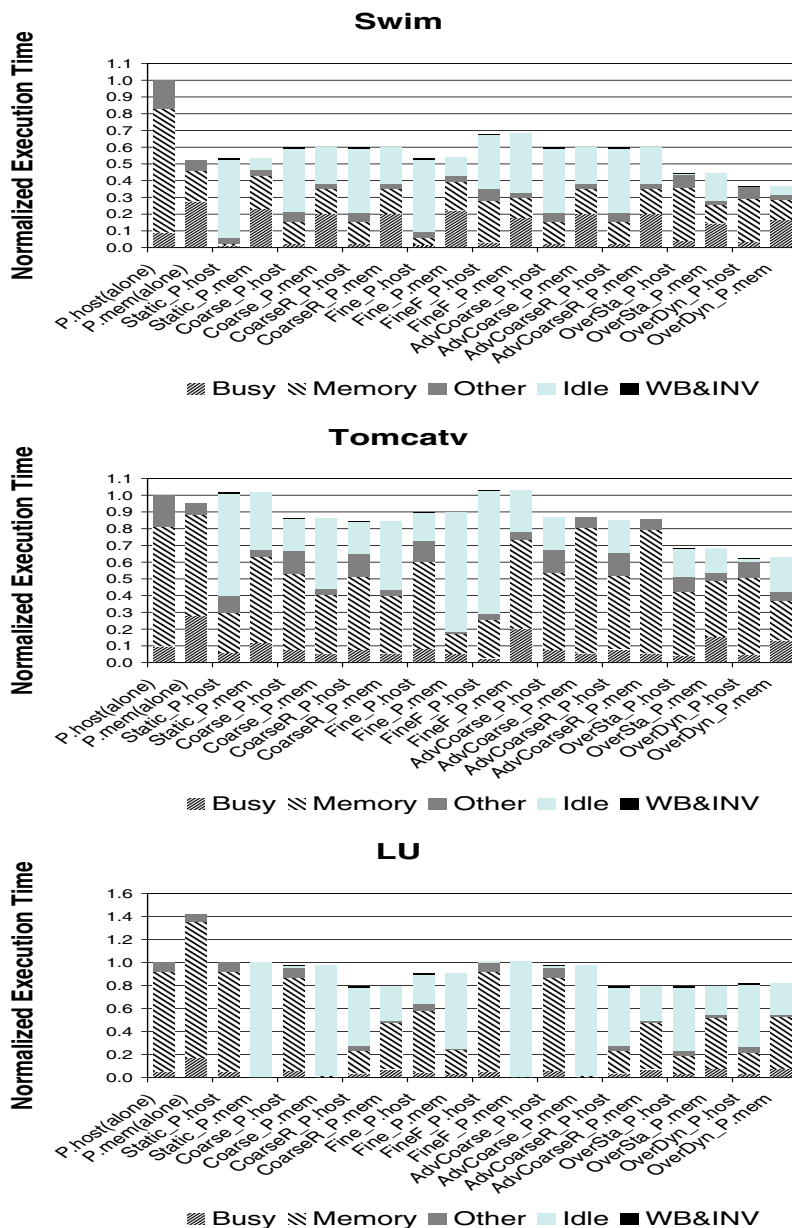 Swim
Normalized Execution Time
1.1
1.0
0.9
0.8
0.7
0.6
0.5
0.4
0.3
0.2
0.1
0.0
P.host(alone)
P.mem(alone)
Static_P.host
Static_P.mem
Coarse_P.host
Coarse_P.mem
CoarseR_P.host
CoarseR_P.mem
Fine_P.host
Fine_P.mem
FineF_P.host
FineF_P.mem
AdvCoarse_P.host
AdvCoarse_P.mem
AdvCoarseR_P.host
AdvCoarseR_P.mem
OverSta_P.host
OverSta_P.mem
OverDyn_P.host
OverDyn_P.mem
Busy Memory Other Idle WB&INV
Tomcatv
Normalized Execution Time
1.1
1.0
0.9
0.8
0.7
0.6
0.5
0.4
0.3
0.2
0.1
0.0
P.host(alone)
P.mem(alone)
Static_P.host
Static_P.mem
Coarse_P.host
Coarse_P.mem
CoarseR_P.host
CoarseR_P.mem
Fine_P.host
Fine_P.mem
FineF_P.host
FineF_P.mem
AdvCoarse_P.host
AdvCoarse_P.mem
AdvCoarseR_P.host
AdvCoarseR_P.mem
OverSta_P.host
OverSta_P.mem
OverDyn_P.host
OverDyn_P.mem
Busy Memory Other Idle WB&INV
LU
Normalized Execution Time
1.6
1.4
1.2
1.0
0.8
0.6
0.4
0.2
0.0
P.host(alone)
P.mem(alone)
Static_P.host
Static_P.mem
Coarse_P.host
Coarse_P.mem
CoarseR_P.host
CoarseR_P.mem
Fine_P.host
Fine_P.mem
FineF_P.host
FineF_P.mem
AdvCoarse_P.host
AdvCoarse_P.mem
AdvCoarseR_P.host
AdvCoarseR_P.mem
OverSta_P.host
OverSta_P.mem
OverDyn_P.host
OverDyn_P.mem
Busy Memory Other Idle WB&INV